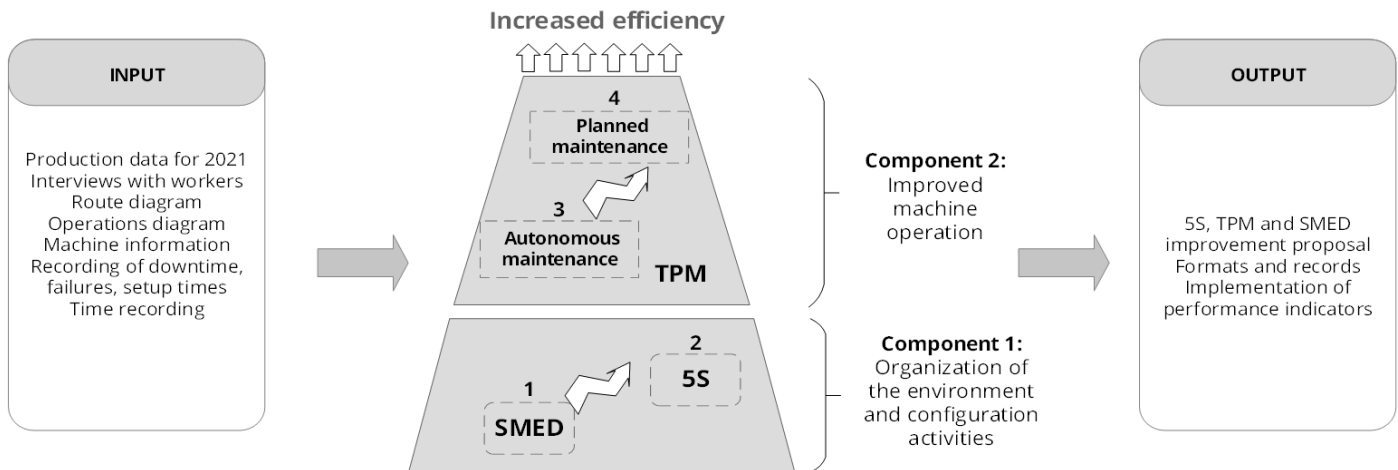 Increased efficiency
INPUT
Production data for 2021
Interviews with workers
Route diagram
Operations diagram
Machine information
Recording of downtime,
failures, setup times
Time recording
4
Planned
maintenance
3
Autonomous
maintenance
TPM
2
5S
1
SMED
Component 2:
Improved
machine
operation
Component 1:
Organization of
the environment
and configuration
activities
OUTPUT
5S, TPM and SMED
improvement proposal
Formats and records
Implementation of
performance indicators